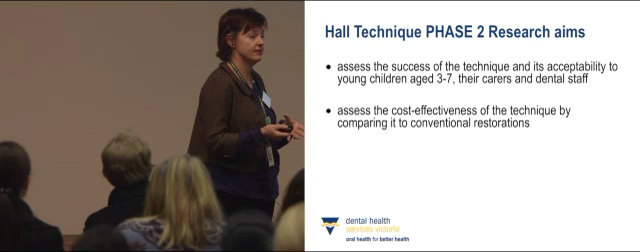 Hall Technique PHASE 2 Research aims
• assess the success of the technique and its acceptability to
young children aged 3-7, their carers and dental staff
• assess the cost-effectiveness of the technique by
comparing it to conventional restorations
dental health
services victoria
oral health for better health